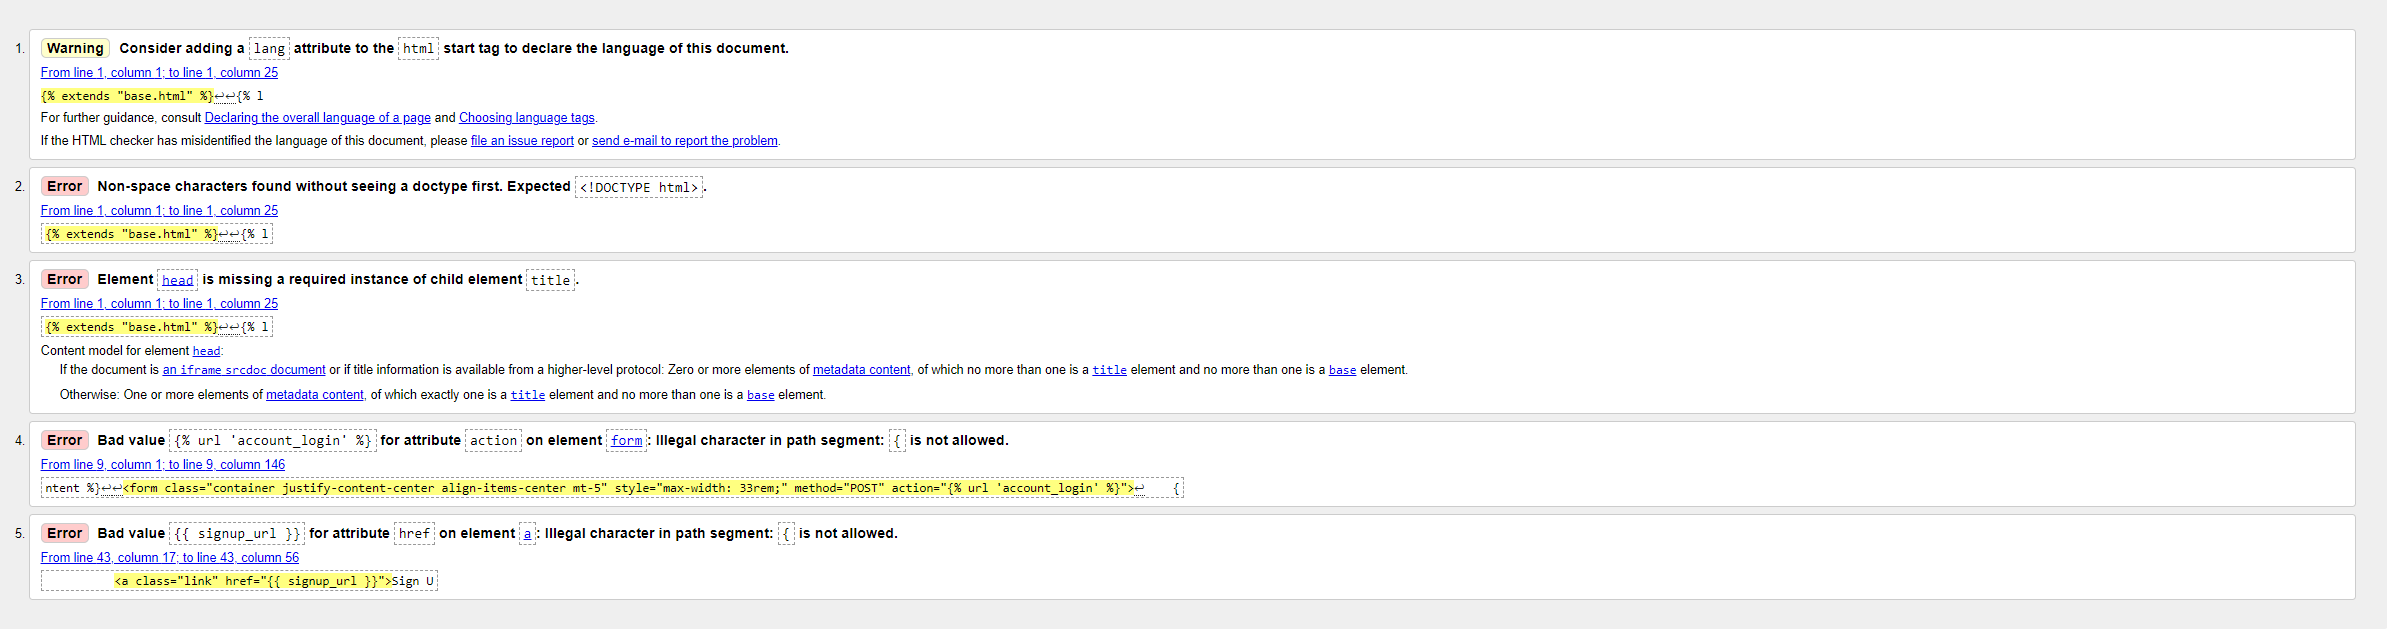 1. Warning Consider adding a lang attribute to the html start tag to declare the language of this document.
From line 1, column 1; to line 1, column 25
{% extends "base.html" %}↩↩{% l
For further guidance, consult Declaring the overall language of a page and Choosing language tags.
If the HTML checker has misidentified the language of this document, please file an issue report or send e-mail to report the problem.
2. Error Non-space characters found without seeing a doctype first. Expected <!DOCTYPE html>.
From line 1, column 1; to line 1, column 25
{% extends "base.html" %}↩↩{% l
3. Error Element head is missing a required instance of child element title.
From line 1, column 1; to line 1, column 25
{% extends "base.html" %}↩↩{% l
Content model for element head:
If the document is an iframe srcdoc document or if title information is available from a higher-level protocol: Zero or more elements of metadata content, of which no more than one is a title element and no more than one is a base element.
Otherwise: One or more elements of metadata content, of which exactly one is a title element and no more than one is a base element.
4. Error Bad value {% url 'account_login' %} for attribute action on element form: Illegal character in path segment: { is not allowed.
From line 9, column 1; to line 9, column 146
ntent %}↩↩<form class="container justify-content-center align-items-center mt-5" style="max-width: 33rem;" method="POST" action="{% url 'account_login' %}">↩    {
5. Error Bad value {{ signup_url }} for attribute href on element a: Illegal character in path segment: { is not allowed.
From line 43, column 17; to line 43, column 56
<a class="link" href="{{ signup_url }}">Sign U